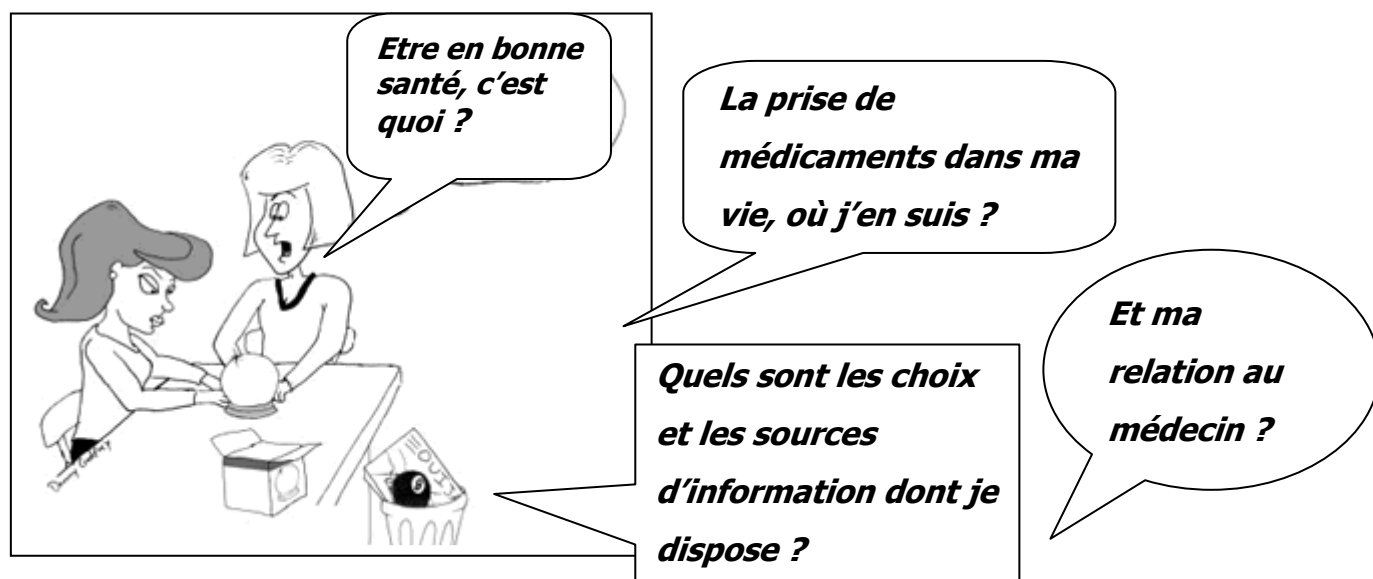 Etre en bonne
santé, c’est
quoi ?
La prise de
médicaments dans ma
vie, où j’en suis ?
Et ma
relation au
médecin ?
Quels sont les choix
et les sources
d’information dont je
dispose ?